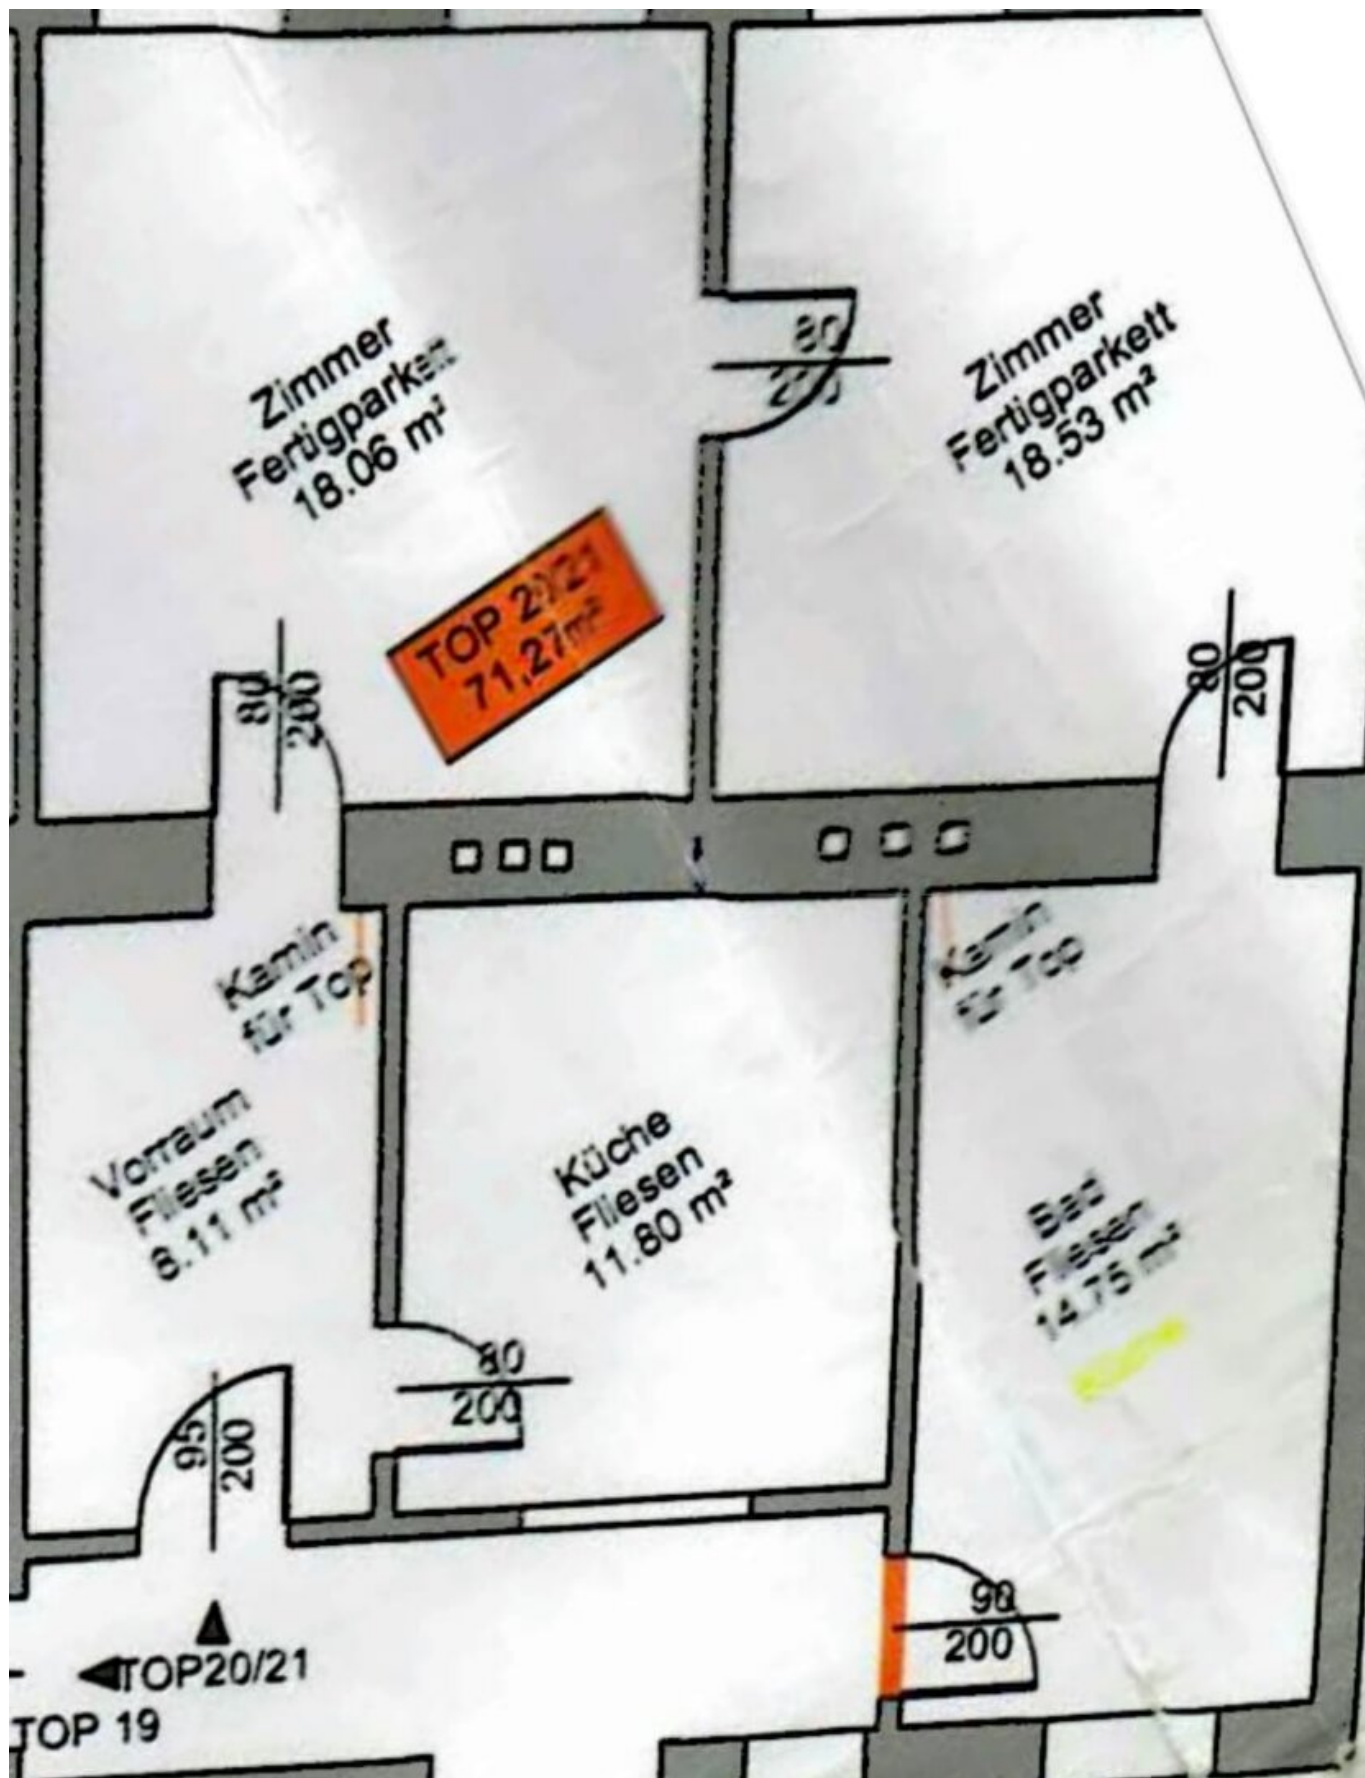 Zimmer
Fertigparkett
18.06 m²
80
Zimmer
Fertigparkett
18.53 m²
TOP 20/21
71,27m²
80
200
80
200
Kamin
für Top
Kamin
für Top
Vorraum
Fliesen
8.11 m²
Küche
Fliesen
11.80 m²
Bad
Fliesen
14.75 m²
80
200
95
200
90
200
TOP20/21
TOP 19